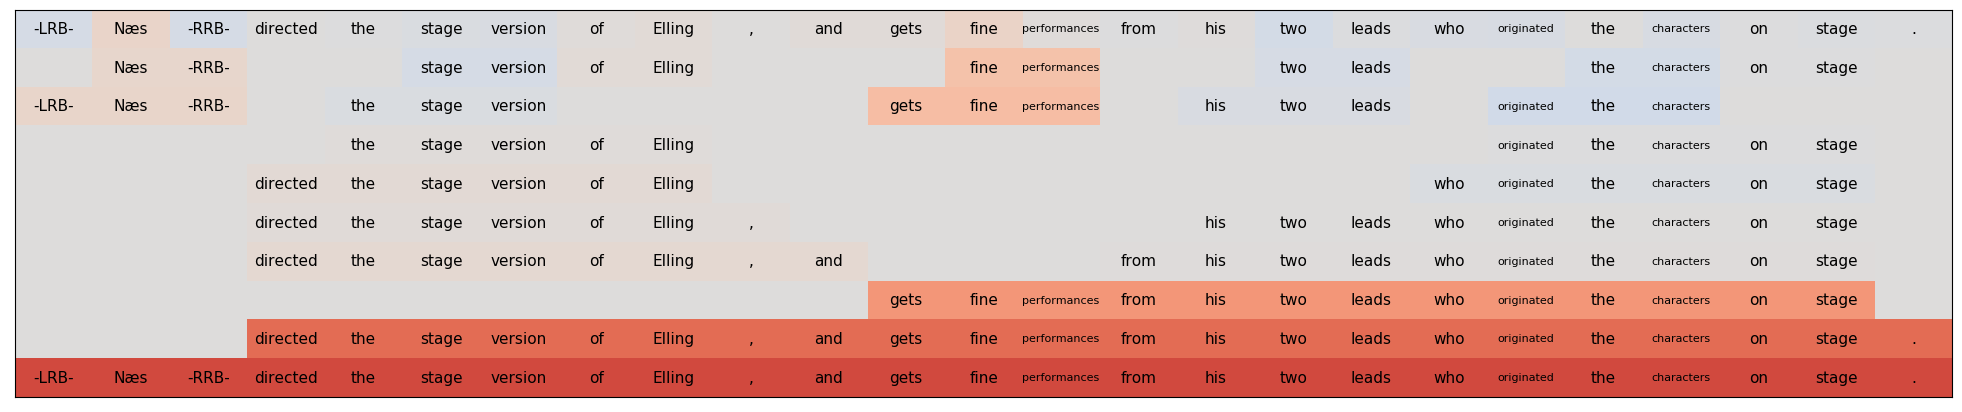 -LRB- Næs -RRB- directed the stage version of Elling , and gets fine performances from his two leads who originated the characters on stage .
Næs -RRB- stage version of Elling fine performances two leads the characters on stage
-LRB- Næs -RRB- the stage version gets fine performances his two leads originated the characters
the stage version of Elling originated the characters on stage
directed the stage version of Elling who originated the characters on stage
directed the stage version of Elling , his two leads who originated the characters on stage
directed the stage version of Elling , and from his two leads who originated the characters on stage
gets fine performances from his two leads who originated the characters on stage
directed the stage version of Elling , and gets fine performances from his two leads who originated the characters on stage .
-LRB- Næs -RRB- directed the stage version of Elling , and gets fine performances from his two leads who originated the characters on stage .